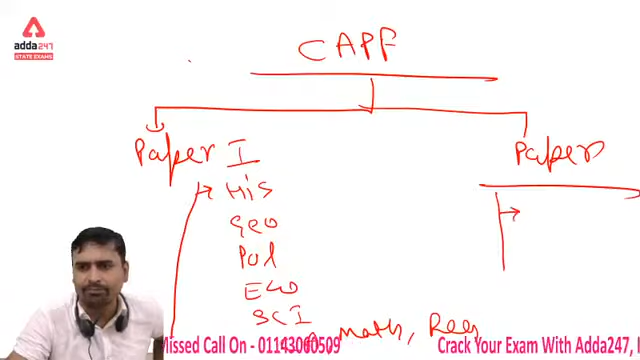 adda247
STATE EXAMS
CAPF
Paper I
Paper
His
Geo
Pol
Eco
SCI
Math, Reas
Missed Call On - 01143060509
Crack Your Exam With Adda247,